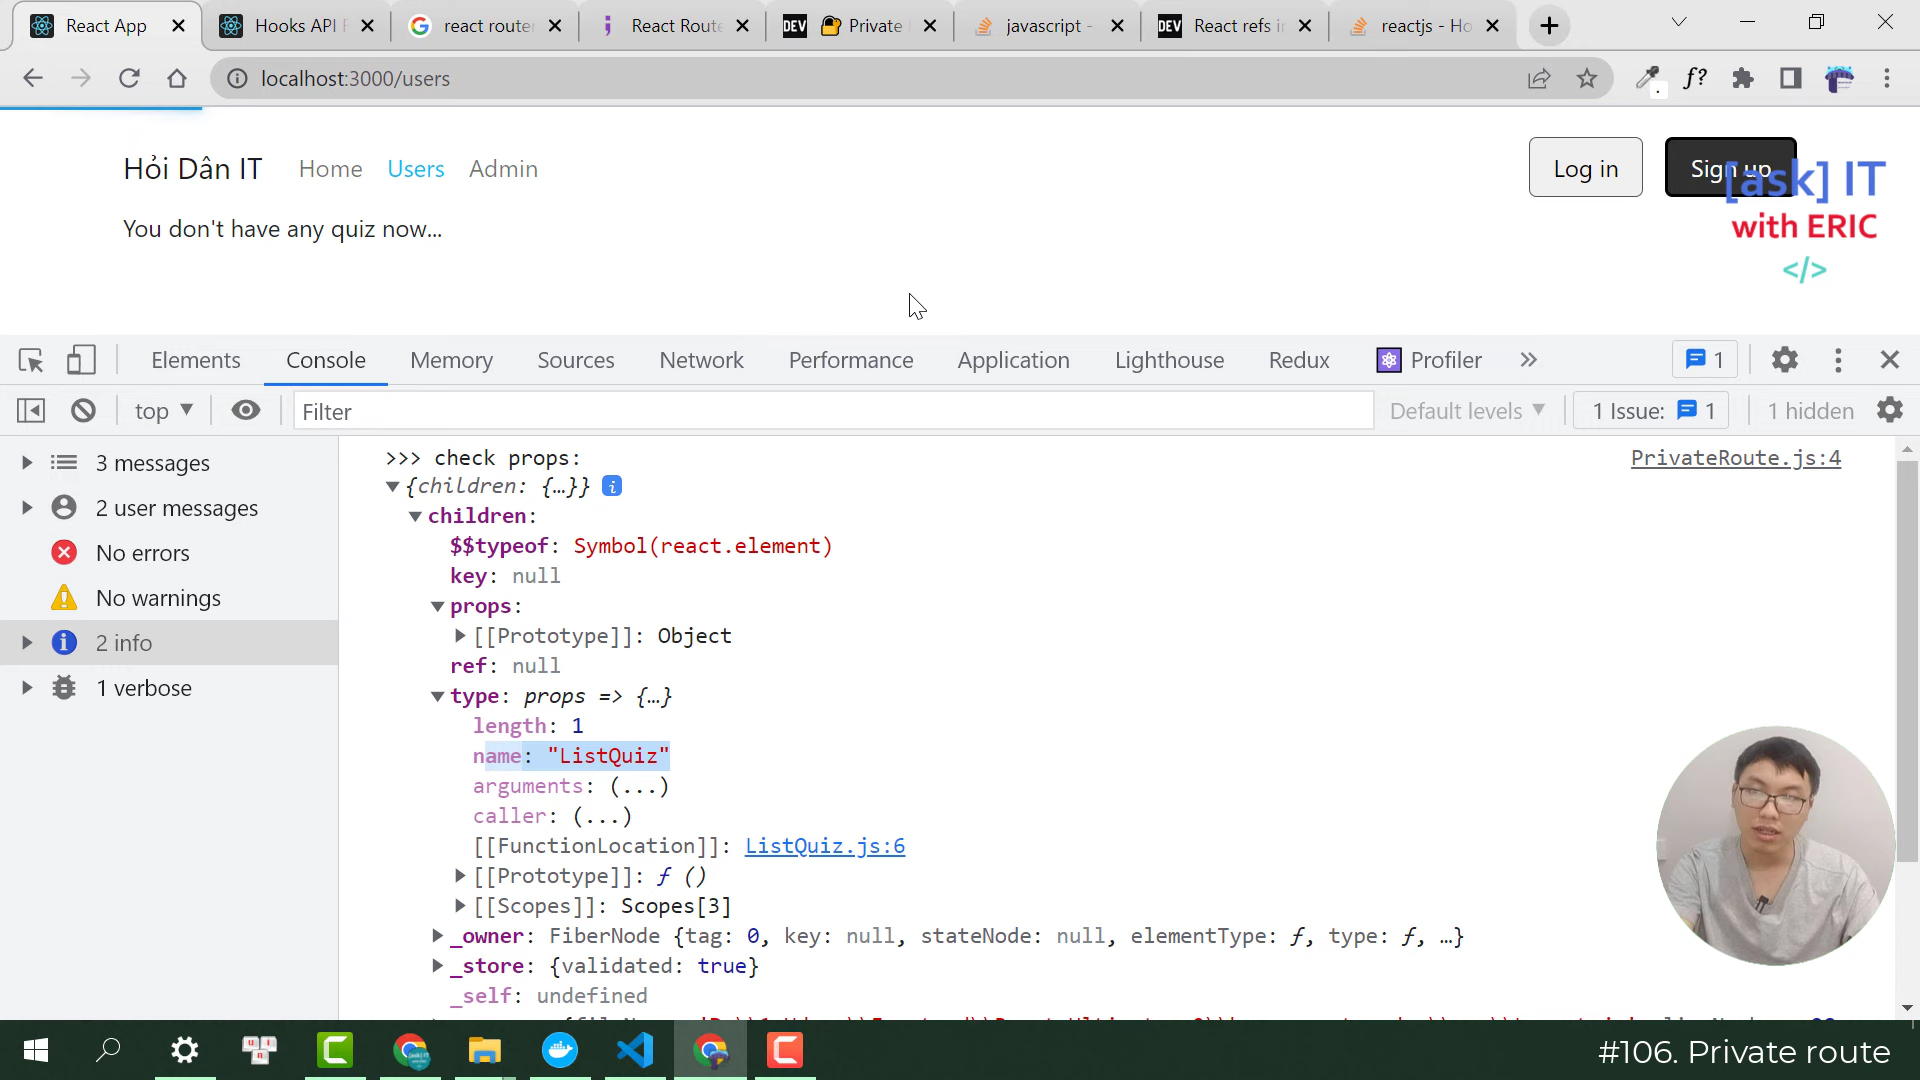 React App
Hooks API
react route
React Route
DEV
Private
javascript -
DEV
React refs i
reactjs - Ho
localhost:3000/users
f?
Hỏi Dân IT
Home
Users
Admin
Log in
Sign up
[ask] IT
with ERIC
</>
You don't have any quiz now...
Elements
Console
Memory
Sources
Network
Performance
Application
Lighthouse
Redux
Profiler
1
top
Filter
Default levels
1 Issue: 1
1 hidden
3 messages
2 user messages
No errors
No warnings
2 info
1 verbose
>>> check props:
PrivateRoute.js:4
{children: {…}}
children:
$$typeof: Symbol(react.element)
key: null
props:
[[Prototype]]: Object
ref: null
type: props => {…}
length: 1
name: "ListQuiz"
arguments: (...)
caller: (...)
[[FunctionLocation]]: ListQuiz.js:6
[[Prototype]]: ƒ ()
[[Scopes]]: Scopes[3]
_owner: FiberNode {tag: 0, key: null, stateNode: null, elementType: ƒ, type: ƒ, …}
_store: {validated: true}
_self: undefined
#106. Private route